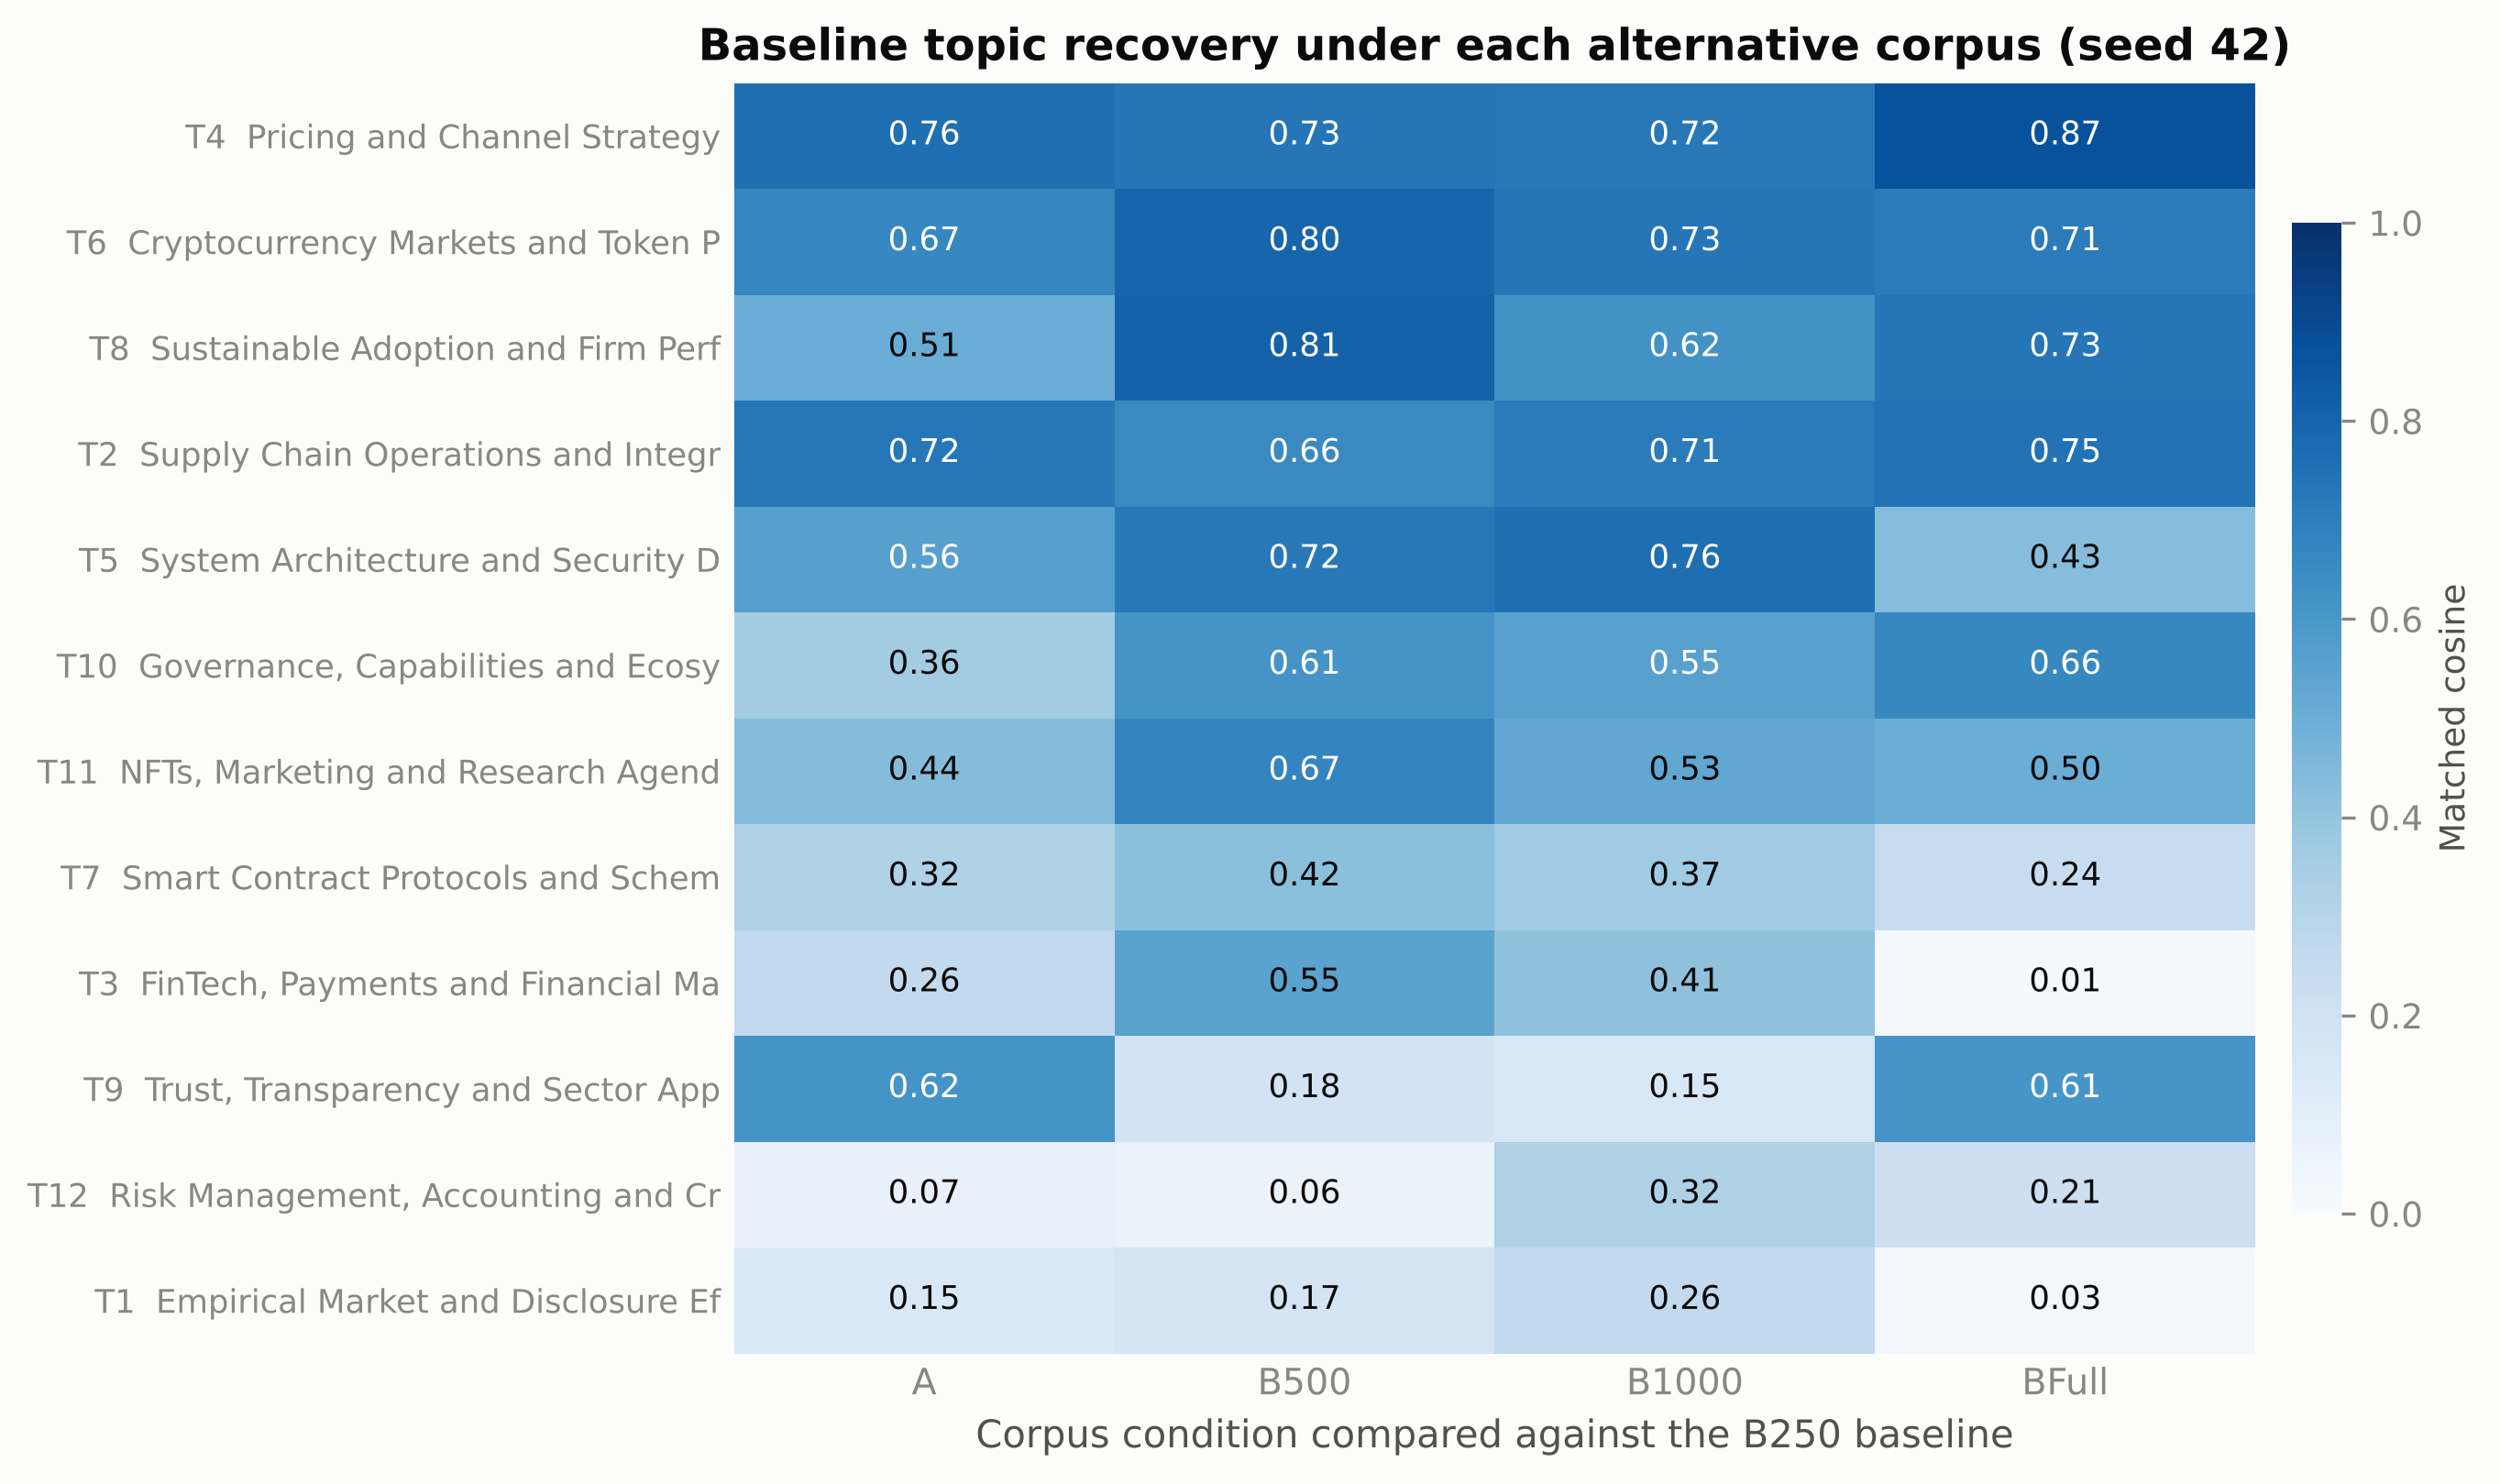 Baseline topic recovery under each alternative corpus (seed 42)
T4 Pricing and Channel Strategy 0.76 0.73 0.72 0.87
T6 Cryptocurrency Markets and Token P 0.67 0.80 0.73 0.71
T8 Sustainable Adoption and Firm Perf 0.51 0.81 0.62 0.73
T2 Supply Chain Operations and Integr 0.72 0.66 0.71 0.75
T5 System Architecture and Security D 0.56 0.72 0.76 0.43
T10 Governance, Capabilities and Ecosy 0.36 0.61 0.55 0.66
T11 NFTs, Marketing and Research Agend 0.44 0.67 0.53 0.50
T7 Smart Contract Protocols and Schem 0.32 0.42 0.37 0.24
T3 FinTech, Payments and Financial Ma 0.26 0.55 0.41 0.01
T9 Trust, Transparency and Sector App 0.62 0.18 0.15 0.61
T12 Risk Management, Accounting and Cr 0.07 0.06 0.32 0.21
T1 Empirical Market and Disclosure Ef 0.15 0.17 0.26 0.03
A B500 B1000 BFull
Corpus condition compared against the B250 baseline
1.0
0.8
0.6
0.4
0.2
0.0
Matched cosine